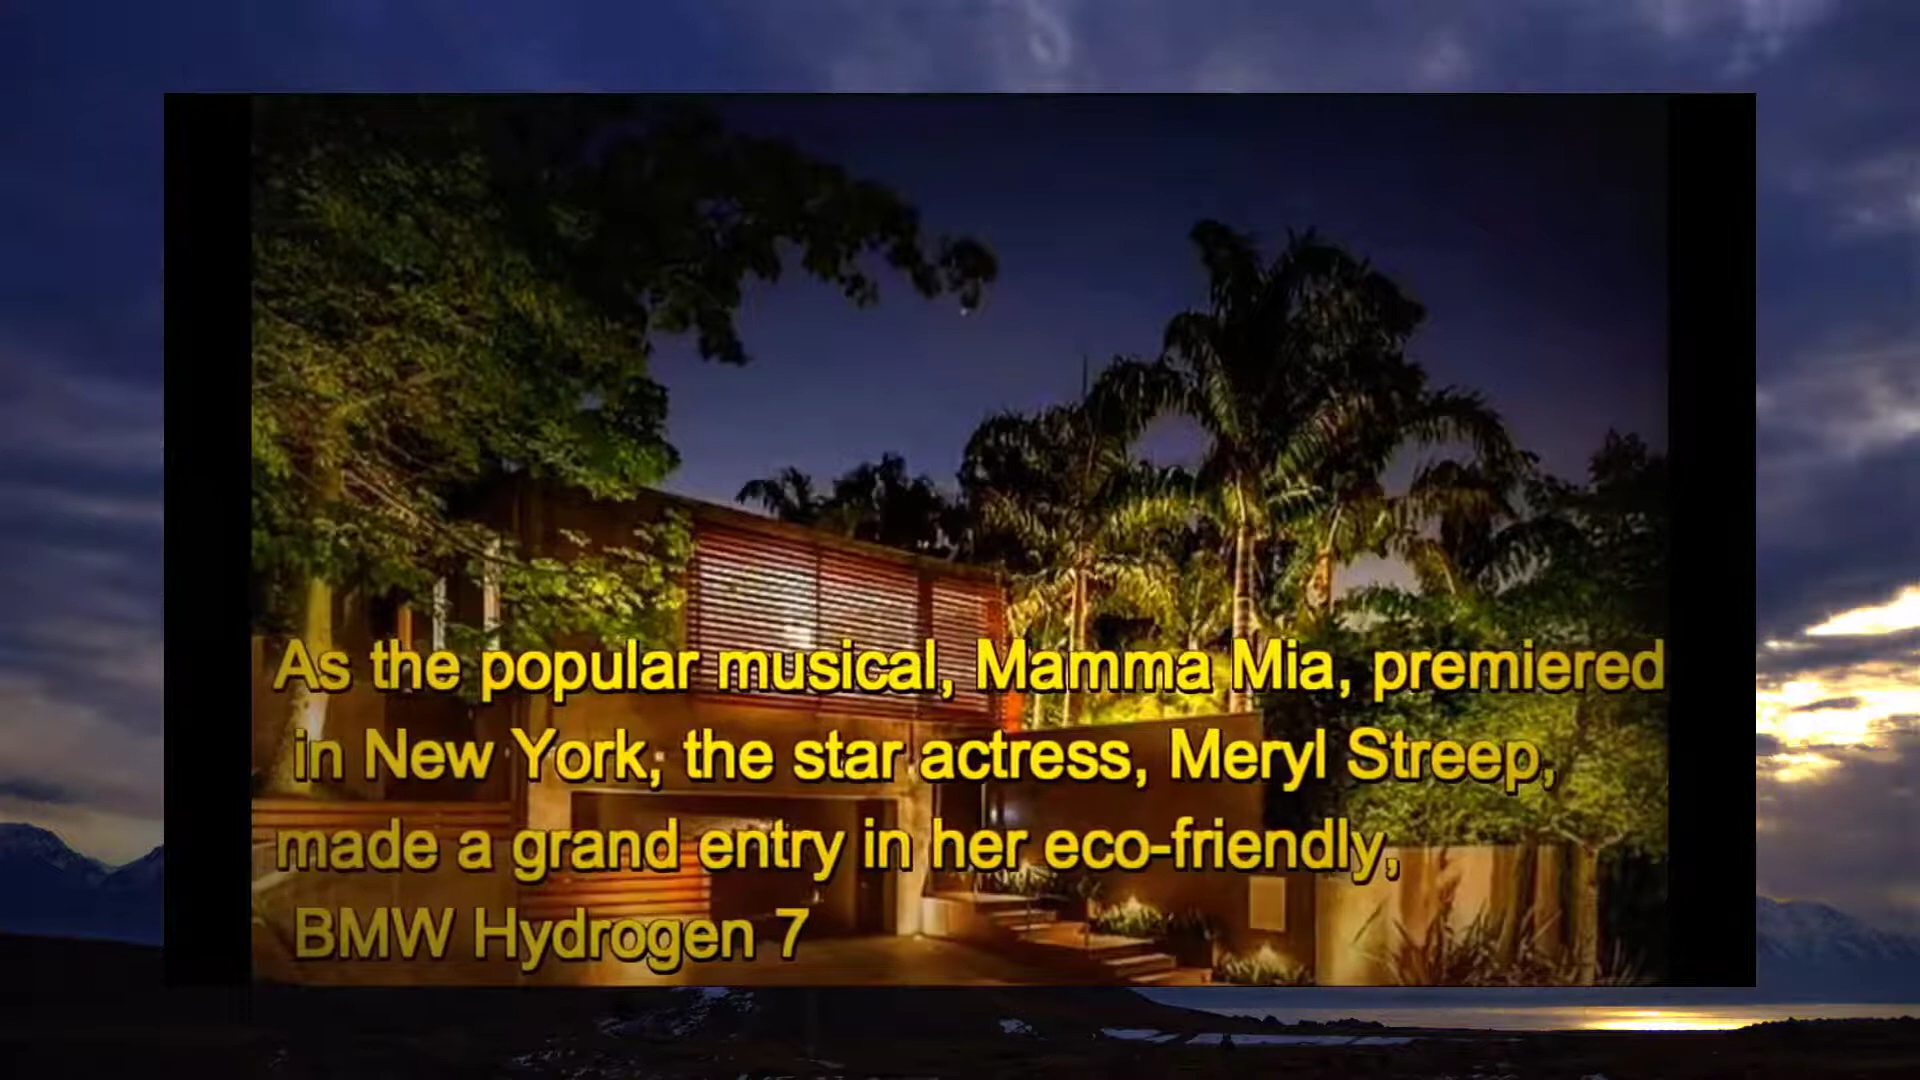 As the popular musical, Mamma Mia, premiered
in New York, the star actress, Meryl Streep,
made a grand entry in her eco-friendly,
BMW Hydrogen 7